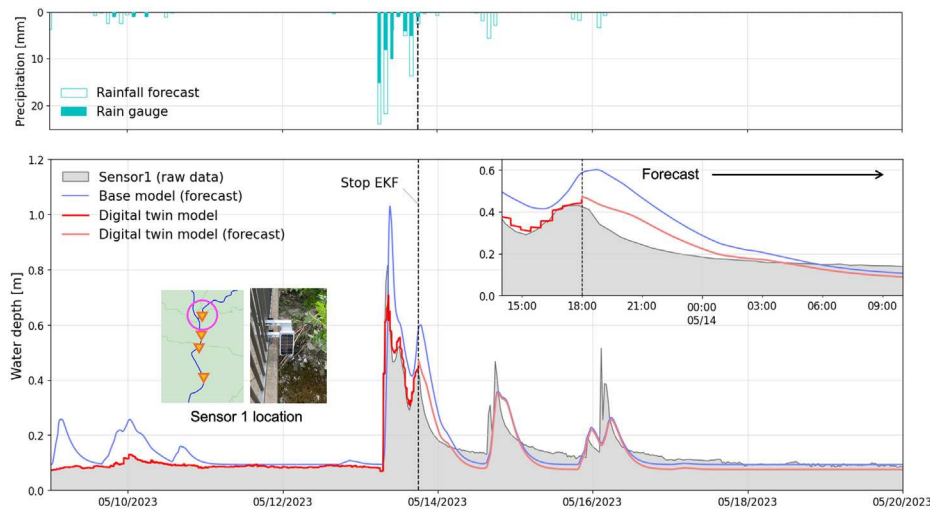 0
10
20
Precipitation [mm]
Rainfall forecast
Rain gauge
1.2
1.0
0.8
0.6
0.4
0.2
0.0
Water depth [m]
Sensor1 (raw data)
Base model (forecast)
Digital twin model
Digital twin model (forecast)
Stop EKF
Sensor 1 location
0.6
0.4
0.2
0.0
Forecast
15:00
18:00
21:00
00:00
05/14
06:00
09:00
05/10/2023
05/12/2023
05/14/2023
05/16/2023
05/18/2023
05/20/2023